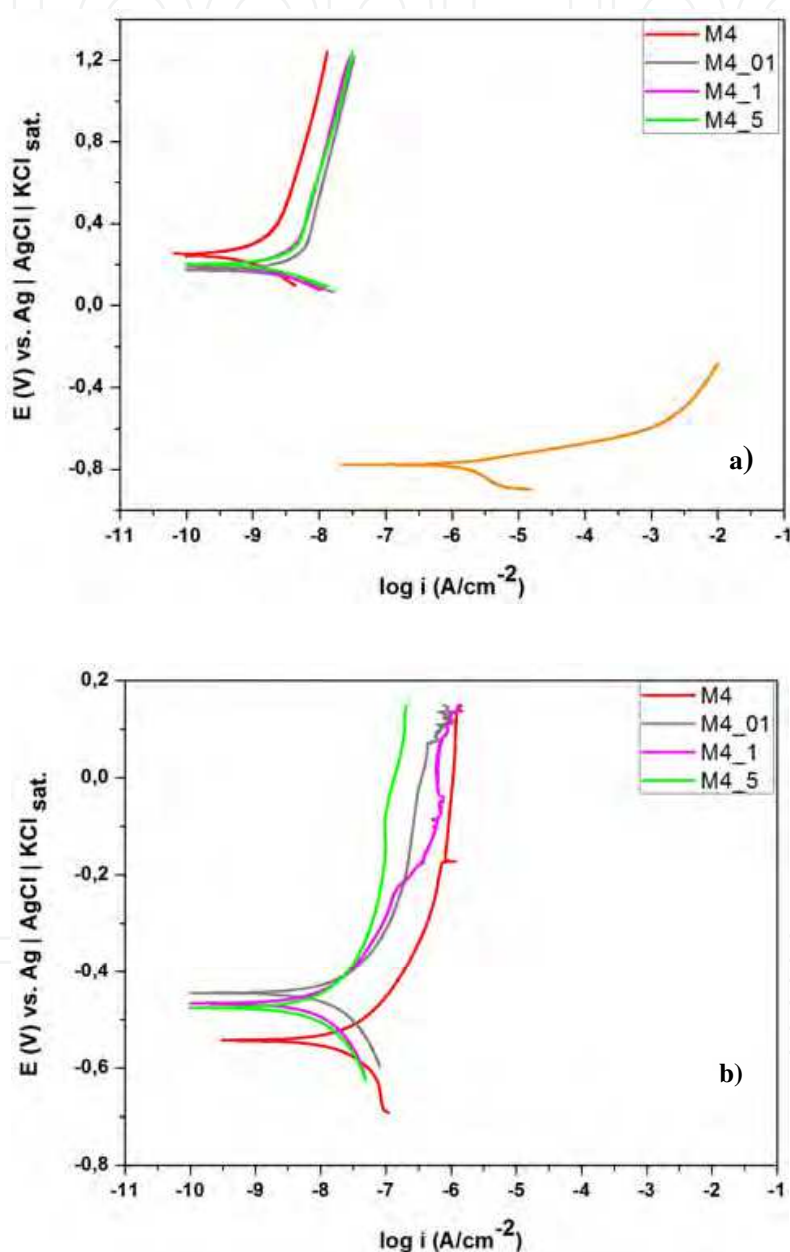 1,2
0,8
0,4
0,0
-0,4
-0,8
E (V) vs. Ag | AgCl | KCl sat.
M4
M4_01
M4_1
M4_5
a)
-11 -10 -9 -8 -7 -6 -5 -4 -3 -2 -1
log i (A/cm-2)
0,2
0,0
-0,2
-0,4
-0,6
-0,8
E (V) vs. Ag | AgCl | KCl sat.
M4
M4_01
M4_1
M4_5
b)
-11 -10 -9 -8 -7 -6 -5 -4 -3 -2 -1
log i (A/cm-2)